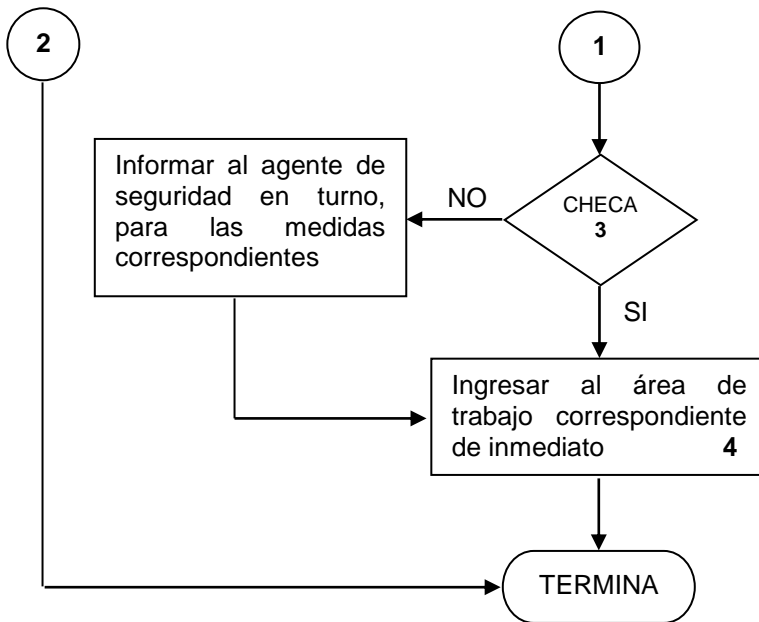 2
1
Informar al agente de
seguridad en turno,
para las medidas
correspondientes
NO
CHECA
3
SI
Ingresar al área de
trabajo correspondiente
de inmediato 4
TERMINA